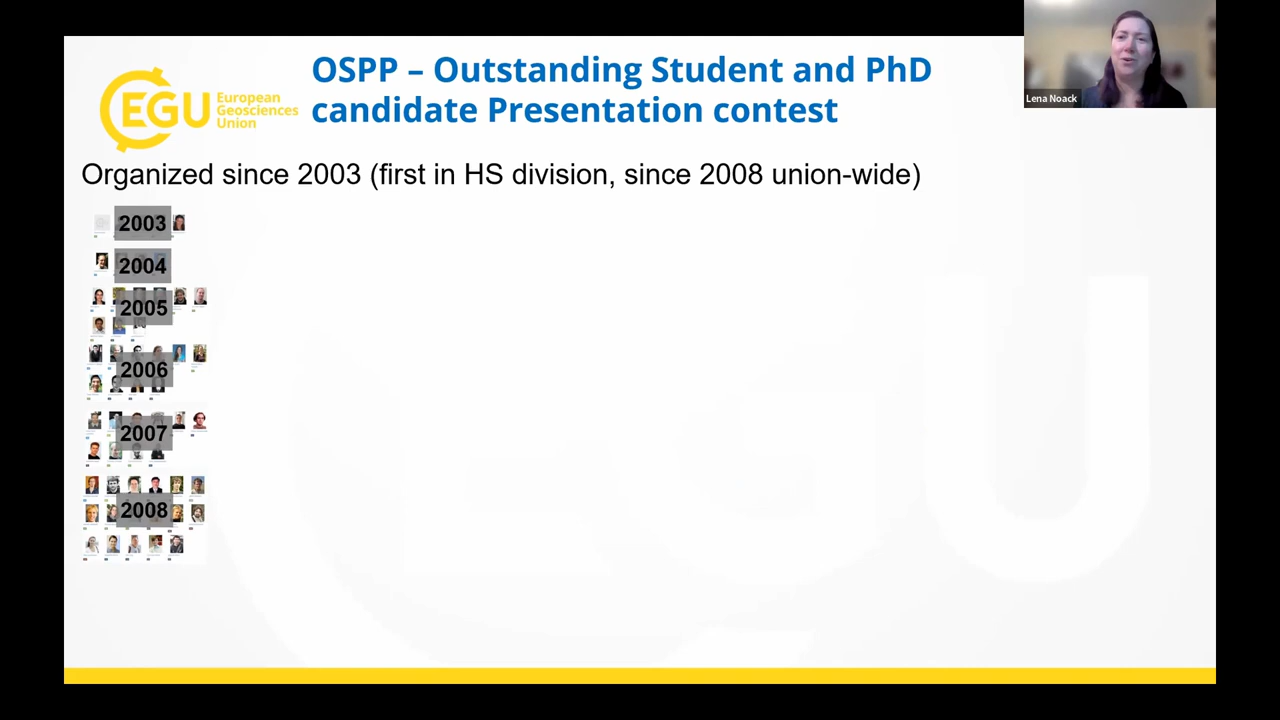 OSPP – Outstanding Student and PhD
candidate Presentation contest
EGU
European
Geosciences
Union
Lena Noack
Organized since 2003 (first in HS division, since 2008 union-wide)
2003
2004
2005
2006
2007
2008